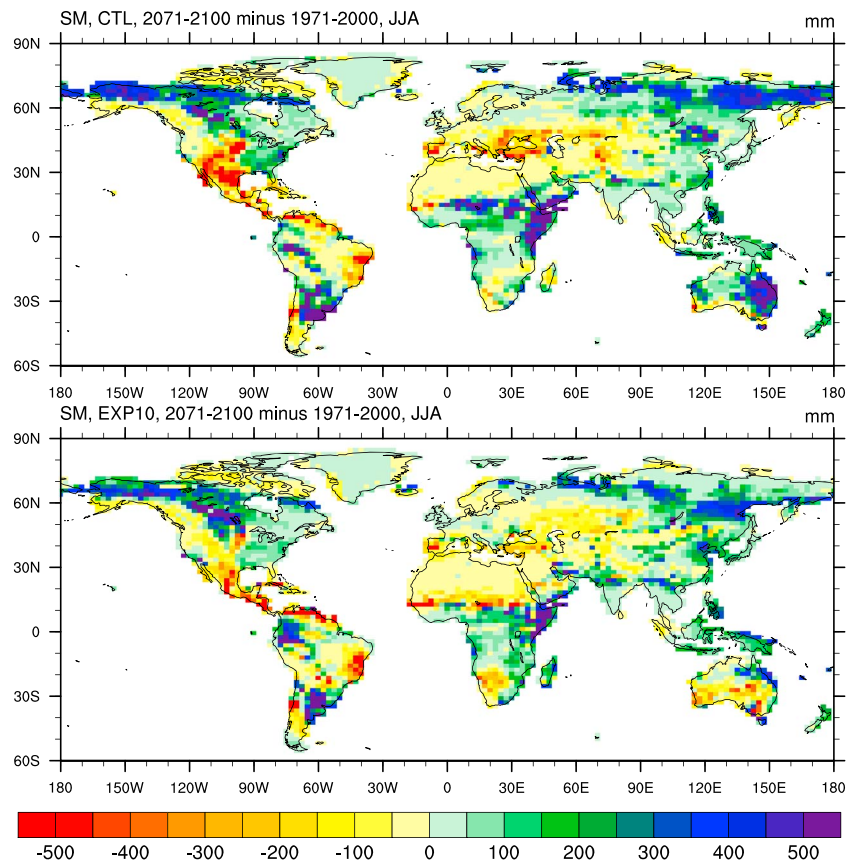 SM, CTL, 2071-2100 minus 1971-2000, JJA mm
90N
60N
30N
0
30S
60S
180 150W 120W 90W 60W 30W 0 30E 60E 90E 120E 150E 180
SM, EXP10, 2071-2100 minus 1971-2000, JJA mm
90N
60N
30N
0
30S
60S
180 150W 120W 90W 60W 30W 0 30E 60E 90E 120E 150E 180
-500 -400 -300 -200 -100 0 100 200 300 400 500